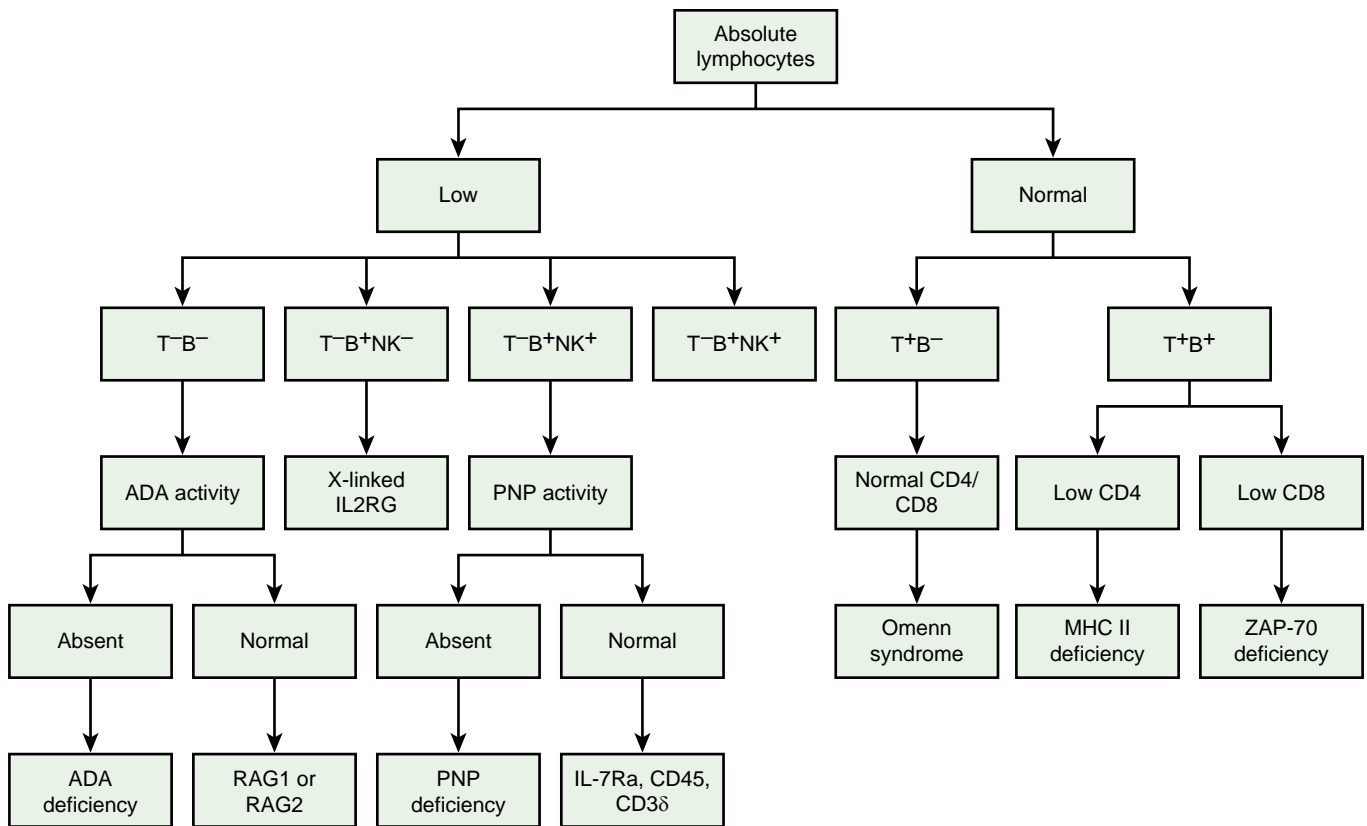 Absolute
lymphocytes
Low
Normal
T⁻B⁻
T⁻B⁺NK⁻
T⁻B⁺NK⁺
T⁻B⁺NK⁺
T⁺B⁻
T⁺B⁺
ADA activity
X-linked
IL2RG
PNP activity
Normal CD4/
CD8
Low CD4
Low CD8
Absent
Normal
Absent
Normal
Omenn
syndrome
MHC II
deficiency
ZAP-70
deficiency
ADA
deficiency
RAG1 or
RAG2
PNP
deficiency
IL-7Ra, CD45,
CD3δ